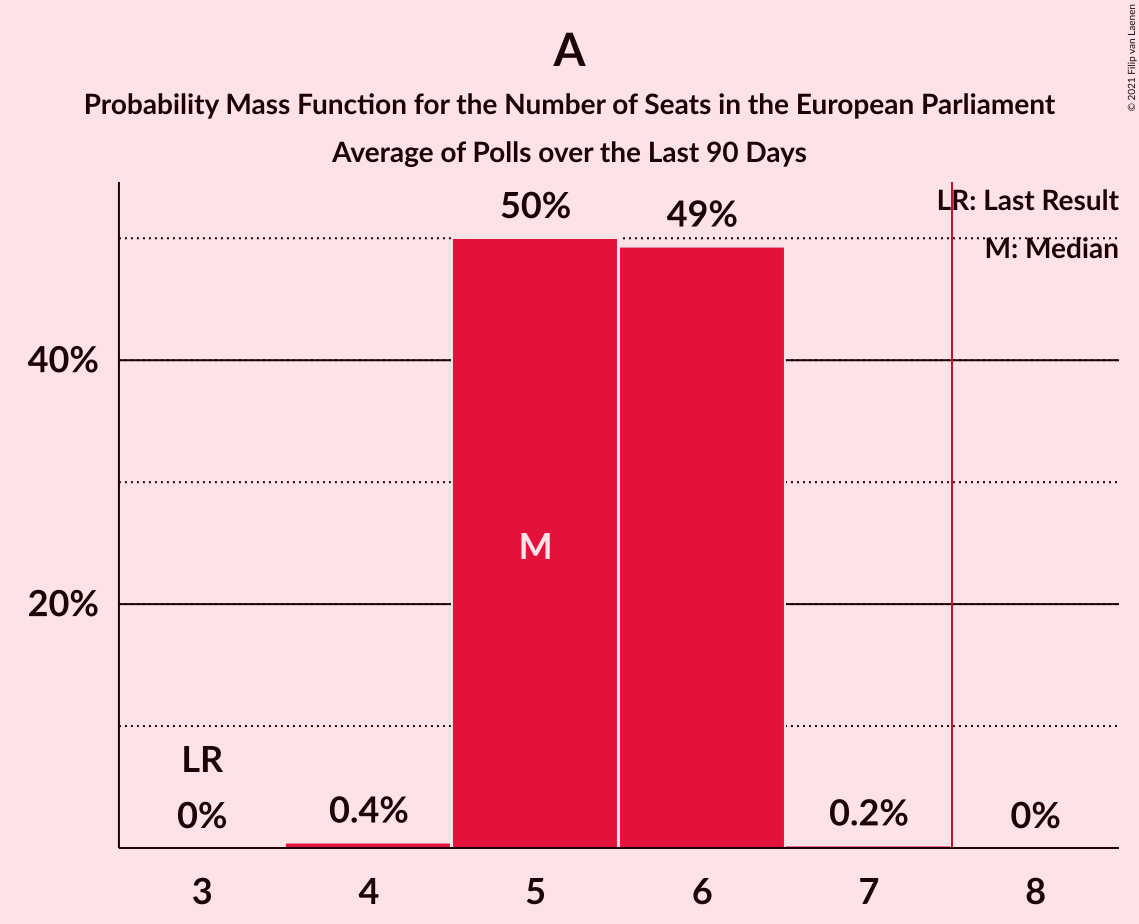 A
Probability Mass Function for the Number of Seats in the European Parliament
Average of Polls over the Last 90 Days
© 2021 Filip van Laenen
LR: Last Result
M: Median
50%
49%
40%
M
20%
LR
0%
0.4%
0.2%
0%
3 4 5 6 7 8